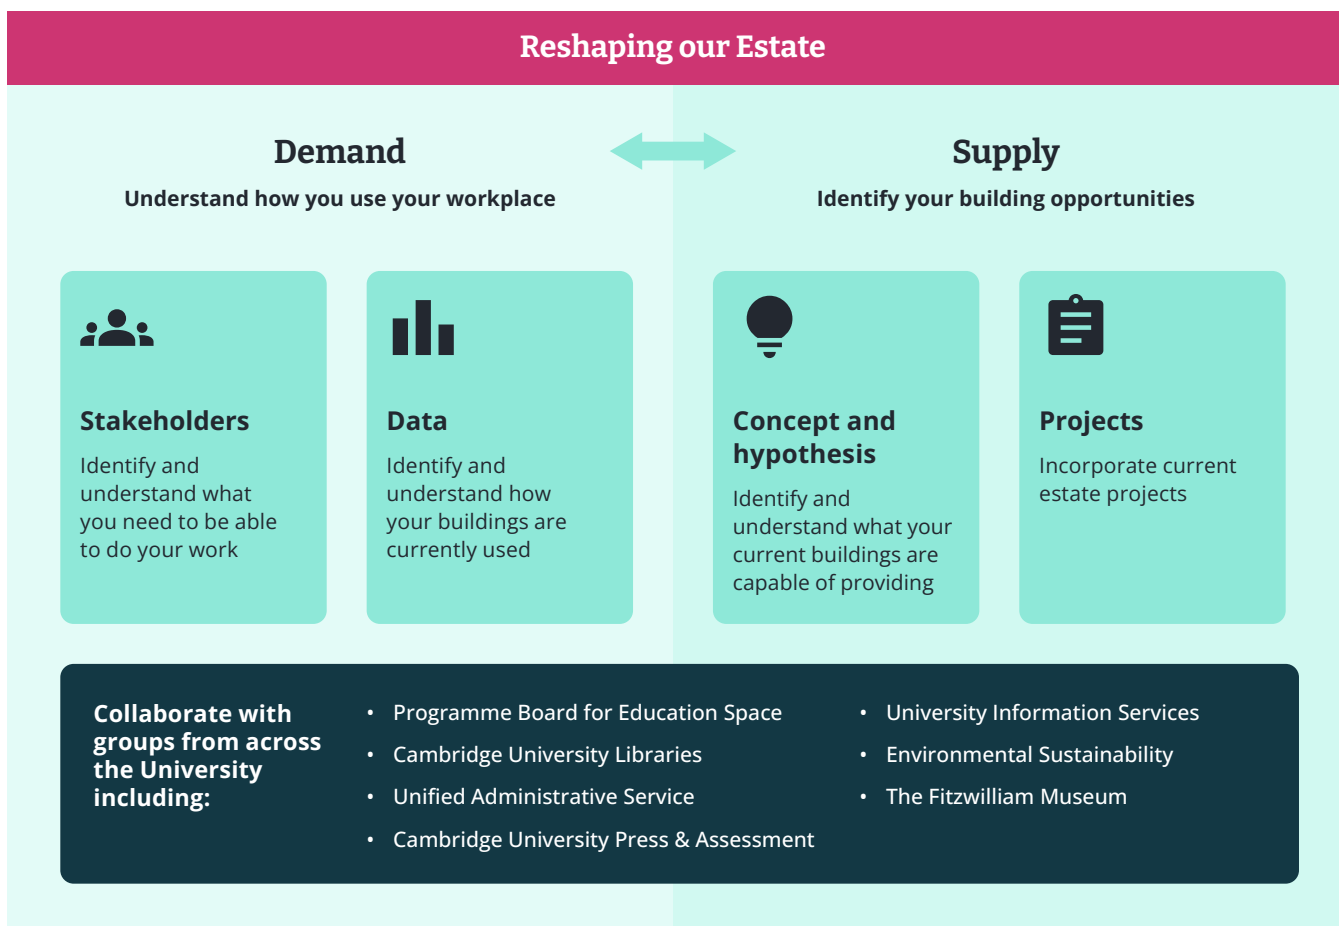 Reshaping our Estate
Demand
Understand how you use your workplace
Supply
Identify your building opportunities
Stakeholders
Identify and
understand what
you need to be able
to do your work
Data
Identify and
understand how
your buildings are
currently used
Concept and
hypothesis
Identify and
understand what your
current buildings are
capable of providing
Projects
Incorporate current
estate projects
Collaborate with
groups from across
the University
including:
• Programme Board for Education Space
• Cambridge University Libraries
• Unified Administrative Service
• Cambridge University Press & Assessment
• University Information Services
• Environmental Sustainability
• The Fitzwilliam Museum